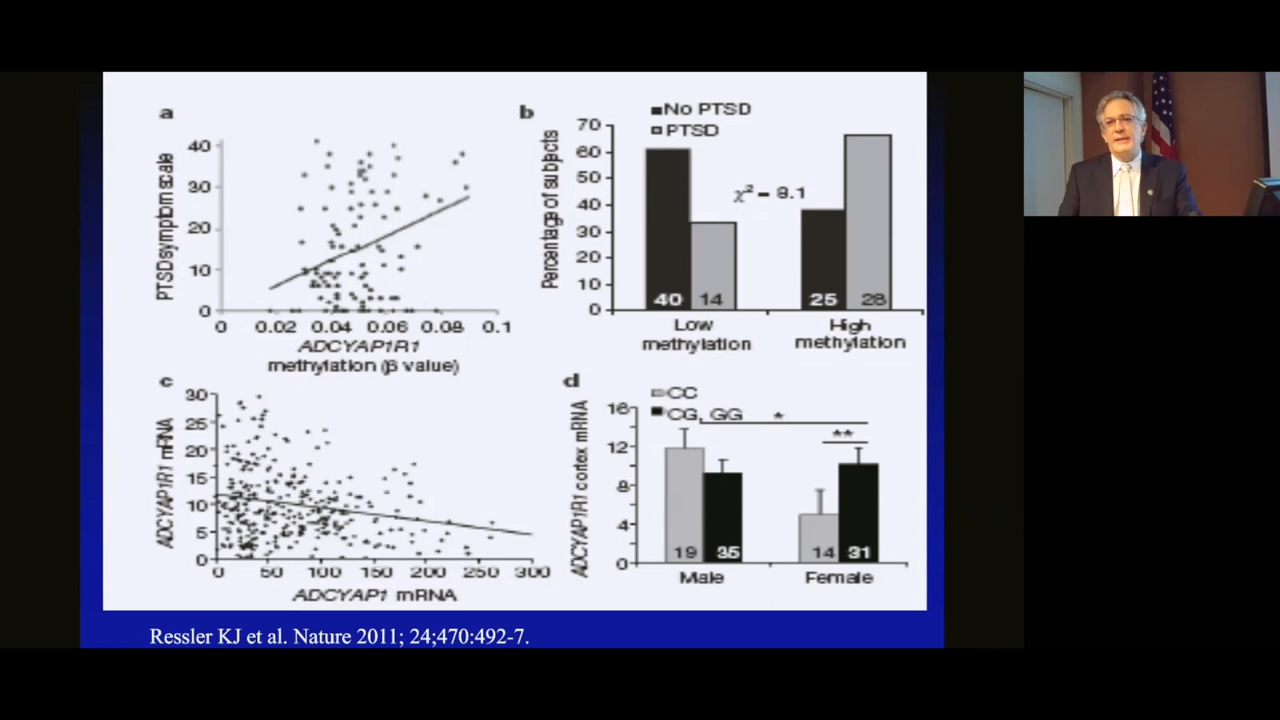 a
PTSD symptom scale
40
30
20
10
0
0 0.02 0.04 0.06 0.08 0.1
ADCYAP1R1
methylation (β value)
b
No PTSD
PTSD
Percentage of subjects
70
60
50
40
30
20
10
0
χ² = 9.1
40 14 25 28
Low
methylation
High
methylation
c
ADCYAP1R1 mRNA
30
25
20
15
10
5
0
0 50 100 150 200 250 300
ADCYAP1 mRNA
d
CC
CG, GG
ADCYAP1R1 cortex mRNA
16
12
8
4
0
*
**
19 35 14 31
Male Female
Ressler KJ et al. Nature 2011; 24;470:492-7.